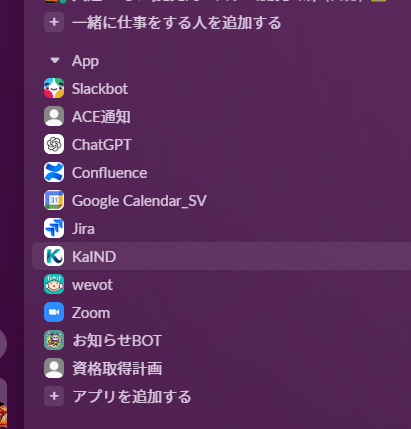 一緒に仕事をする人を追加する
App
Slackbot
ACE通知
ChatGPT
Confluence
Google Calendar_SV
Jira
KaIND
wevot
Zoom
お知らせBOT
資格取得計画
アプリを追加する